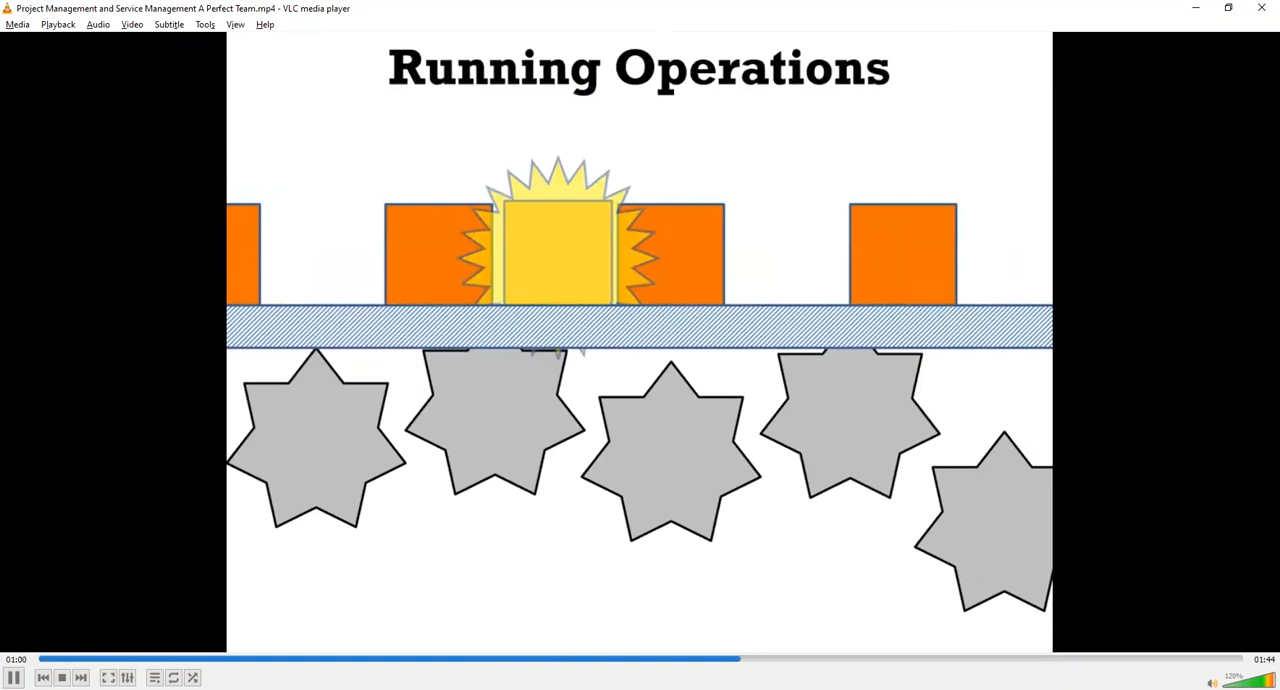 Project Management and Service Management A Perfect Team.mp4 - VLC media player
Media Playback Audio Video Subtitle Tools View Help
Running Operations
01:00
01:44
120%